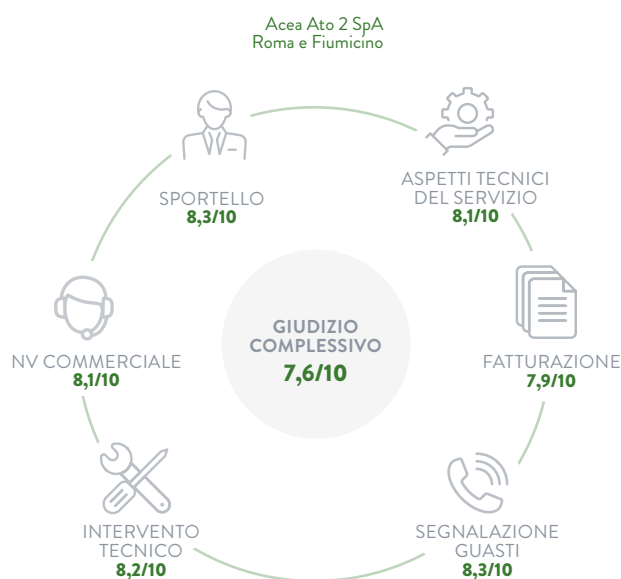 Acea Ato 2 SpA
Roma e Fiumicino
SPORTELLO
8,3/10
ASPETTI TECNICI
DEL SERVIZIO
8,1/10
NV COMMERCIALE
8,1/10
GIUDIZIO
COMPLESSIVO
7,6/10
FATTURAZIONE
7,9/10
INTERVENTO
TECNICO
8,2/10
SEGNALAZIONE
GUASTI
8,3/10